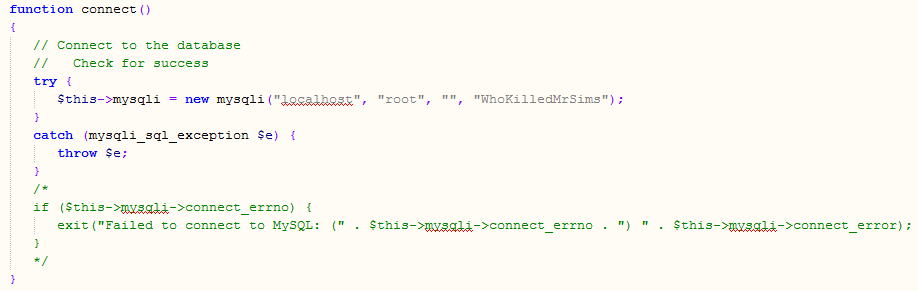 function connect()
{
// Connect to the database
//   Check for success
try {
$this->mysqli = new mysqli("localhost", "root", "", "WhoKilledMrSims");
}
catch (mysqli_sql_exception $e) {
throw $e;
}
/*
if ($this->mysqli->connect_errno) {
exit("Failed to connect to MySQL: (" . $this->mysqli->connect_errno . ") " . $this->mysqli->connect_error);
}
*/
}